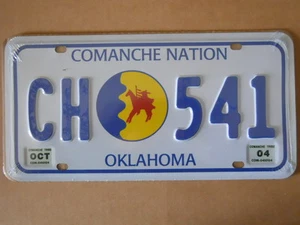 COMANCHE NATION
CH 541
OCT
04
OKLAHOMA